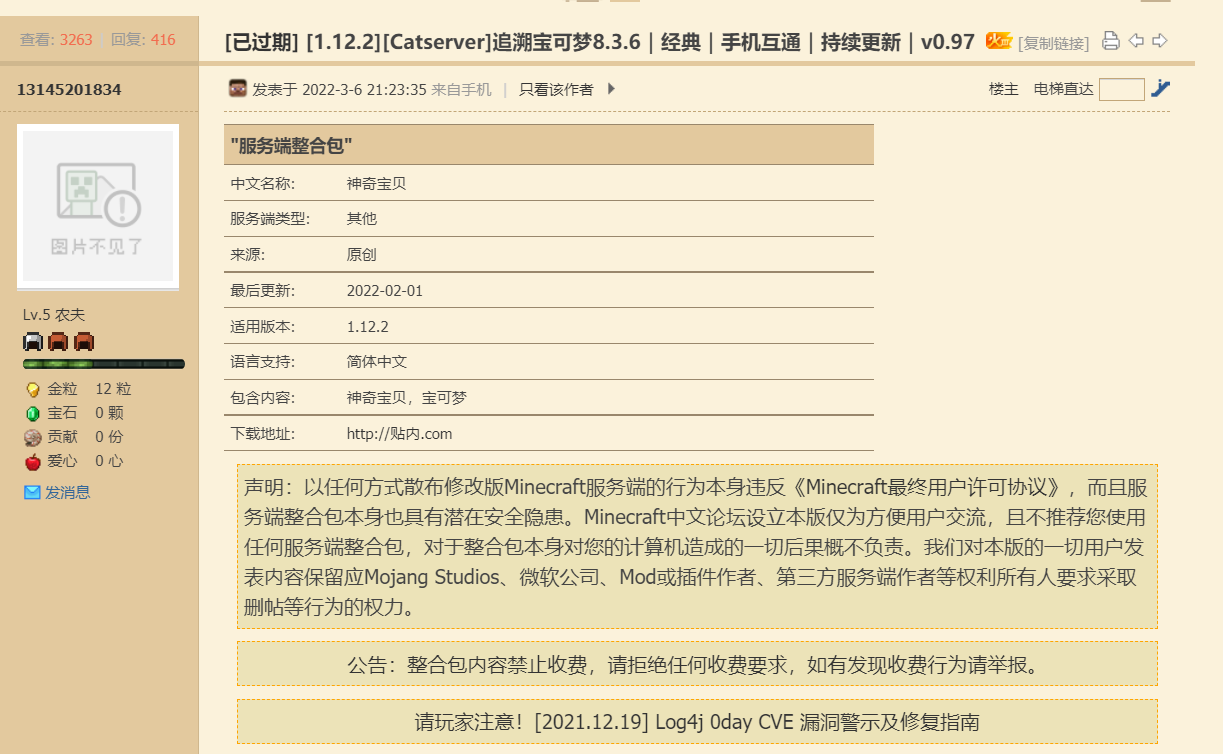 查看: 3263 回复: 416
[已过期] [1.12.2][Catserver]追溯宝可梦8.3.6｜经典｜手机互通｜持续更新｜v0.97 火 [复制链接]
13145201834
发表于 2022-3-6 21:23:35 来自手机 | 只看该作者
楼主 电梯直达
图片不见了
Lv.5 农夫
金粒 12 粒
宝石 0 颗
贡献 0 份
爱心 0 心
发消息
"服务端整合包"
中文名称: 神奇宝贝
服务端类型: 其他
来源: 原创
最后更新: 2022-02-01
适用版本: 1.12.2
语言支持: 简体中文
包含内容: 神奇宝贝，宝可梦
下载地址: http://贴内.com
声明：以任何方式散布修改版Minecraft服务端的行为本身违反《Minecraft最终用户许可协议》，而且服
务端整合包本身也具有潜在安全隐患。Minecraft中文论坛设立本版仅为方便用户交流，且不推荐您使用
任何服务端整合包，对于整合包本身对您的计算机造成的一切后果概不负责。我们对本版的一切用户发
表内容保留应Mojang Studios、微软公司、Mod或插件作者、第三方服务端作者等权利所有人要求采取
删帖等行为的权力。
公告：整合包内容禁止收费，请拒绝任何收费要求，如有发现收费行为请举报。
请玩家注意！[2021.12.19] Log4j 0day CVE 漏洞警示及修复指南